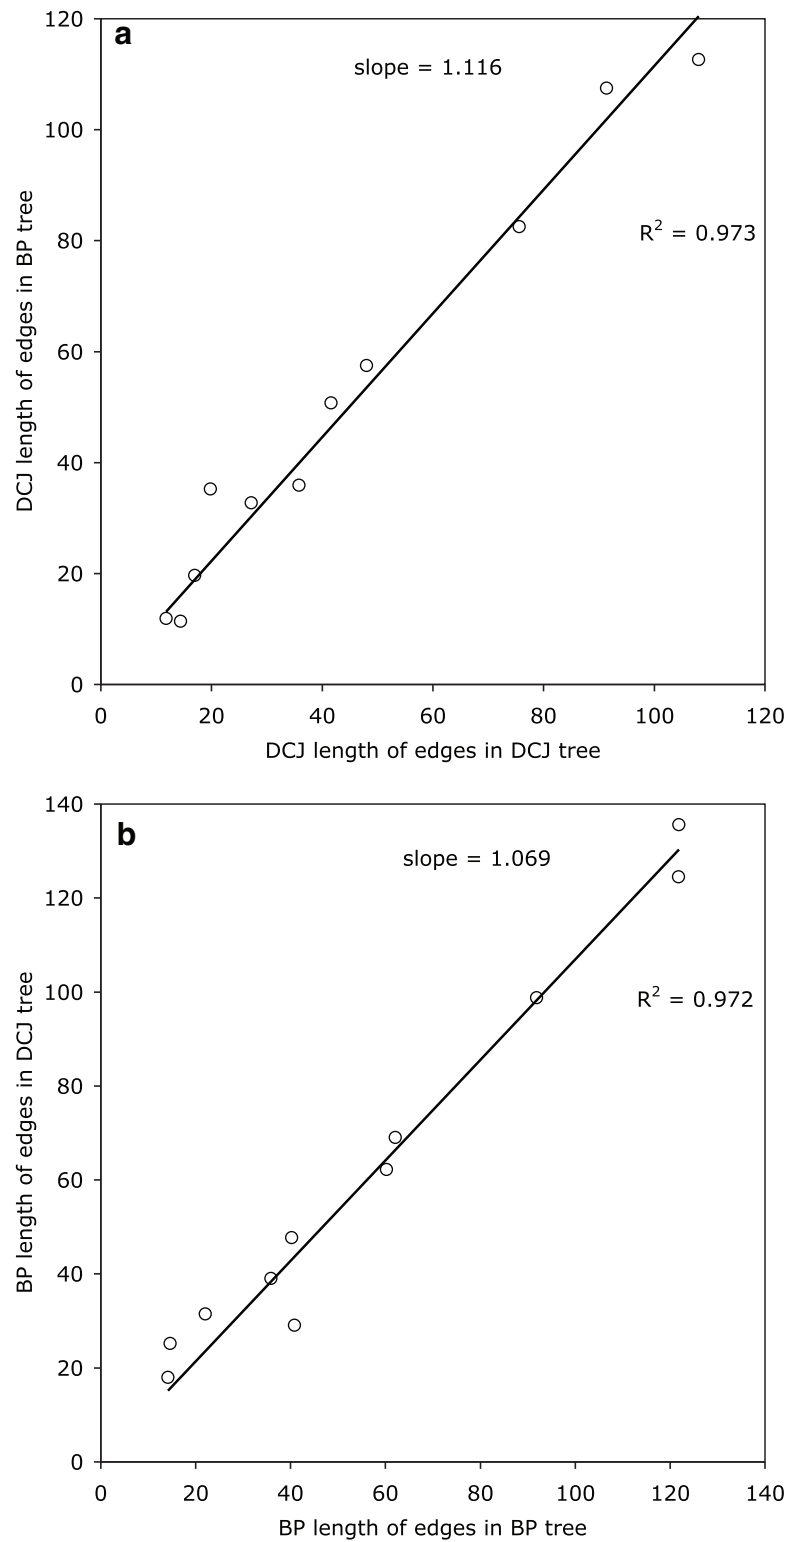 a
slope = 1.116
R² = 0.973
DCJ length of edges in BP tree
120
100
80
60
40
20
0
0 20 40 60 80 100 120
DCJ length of edges in DCJ tree
b
slope = 1.069
R² = 0.972
BP length of edges in DCJ tree
140
120
100
80
60
40
20
0
0 20 40 60 80 100 120 140
BP length of edges in BP tree